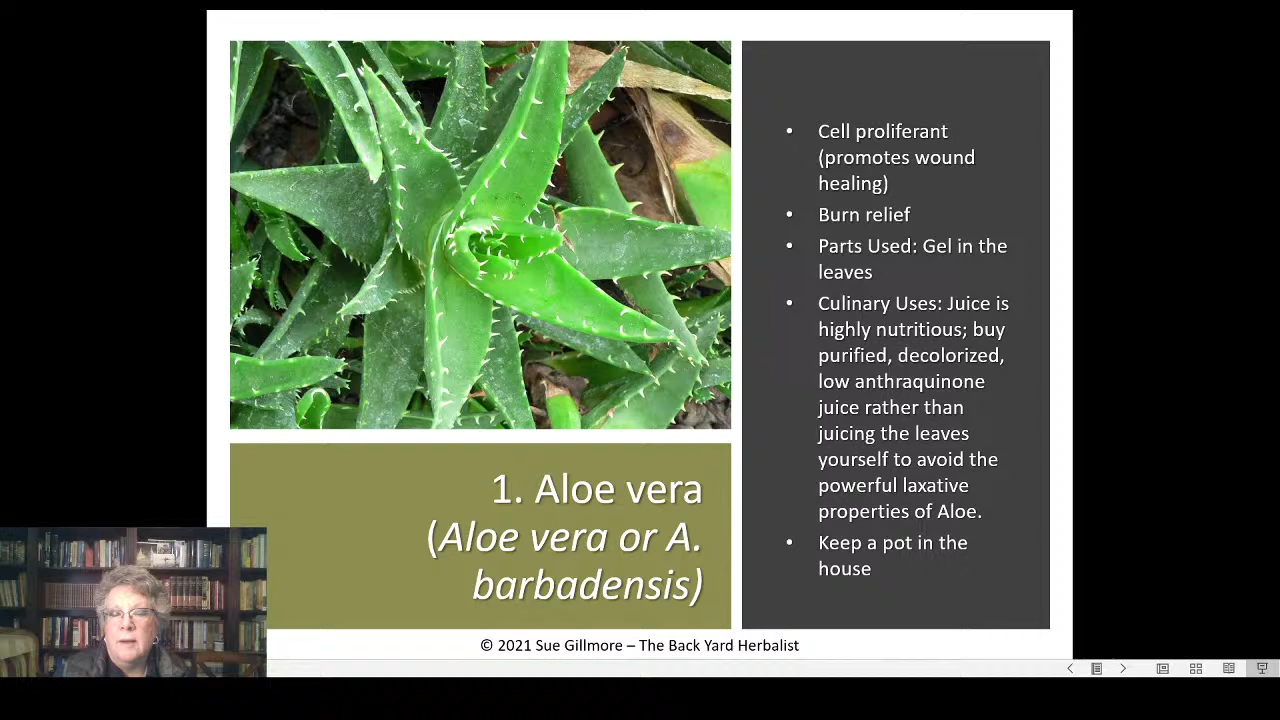 • Cell proliferant
(promotes wound
healing)
• Burn relief
• Parts Used: Gel in the
leaves
• Culinary Uses: Juice is
highly nutritious; buy
purified, decolorized,
low anthraquinone
juice rather than
juicing the leaves
yourself to avoid the
powerful laxative
properties of Aloe.
• Keep a pot in the
house
1. Aloe vera
(Aloe vera or A.
barbadensis)
© 2021 Sue Gillmore – The Back Yard Herbalist